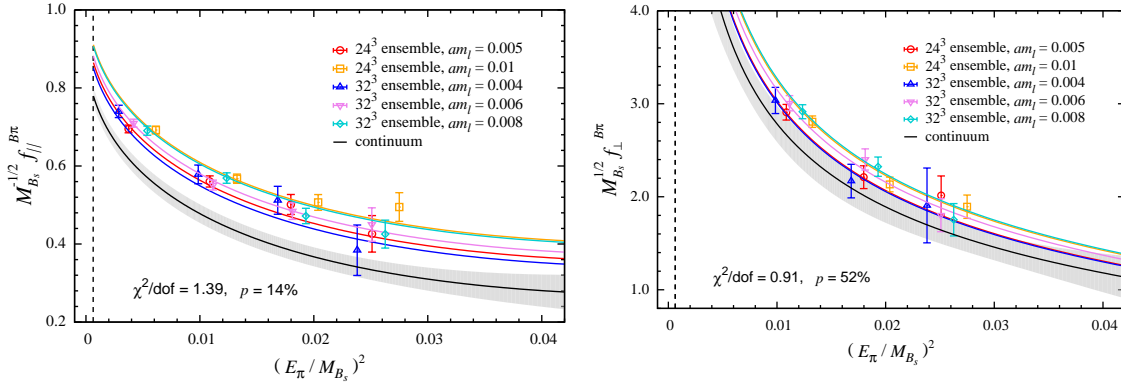 1.0
0.8
0.6
0.4
0.2
0
0.01
0.02
0.03
0.04
M_{B_s}^{-1/2} f_{||}^{Bπ}
(E_π / M_{B_s})^2
24^3 ensemble, am_l = 0.005
24^3 ensemble, am_l = 0.01
32^3 ensemble, am_l = 0.004
32^3 ensemble, am_l = 0.006
32^3 ensemble, am_l = 0.008
continuum
χ^2/dof = 1.39, p = 14%
4.0
3.0
2.0
1.0
0
0.01
0.02
0.03
0.04
M_{B_s}^{1/2} f_⊥^{Bπ}
(E_π / M_{B_s})^2
24^3 ensemble, am_l = 0.005
24^3 ensemble, am_l = 0.01
32^3 ensemble, am_l = 0.004
32^3 ensemble, am_l = 0.006
32^3 ensemble, am_l = 0.008
continuum
χ^2/dof = 0.91, p = 52%